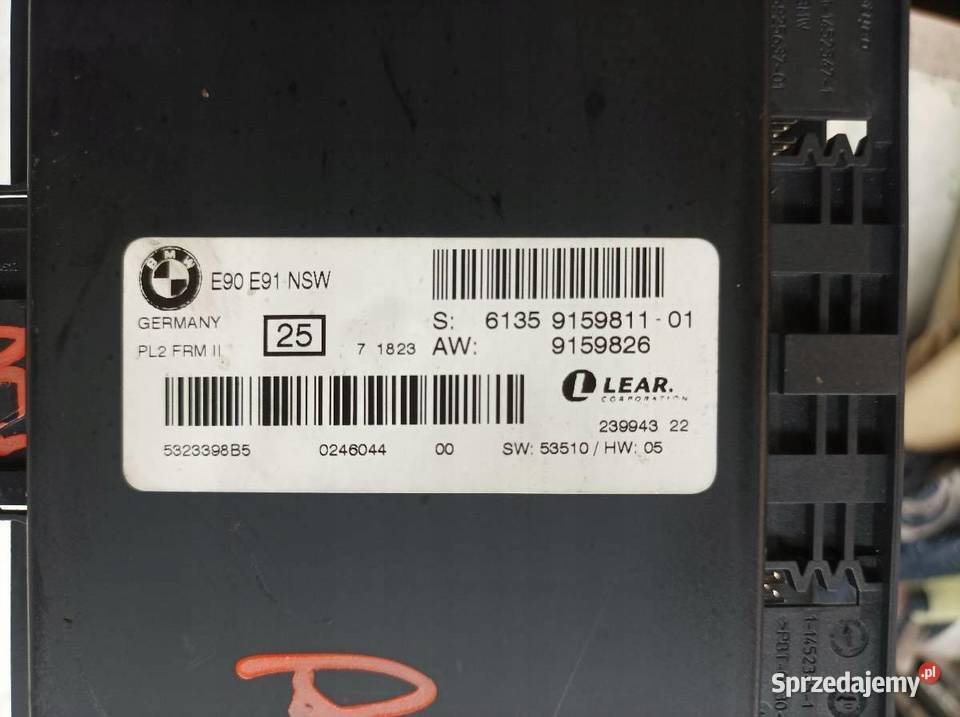 BMW
E90 E91 NSW
GERMANY
PL2 FRM II
25
7 1823
S: 6135 9159811-01
AW: 9159826
LEAR.
CORPORATION
239943 22
5323398B5 0246044 00 SW: 53510 / HW: 05
Sprzedajemy.pl